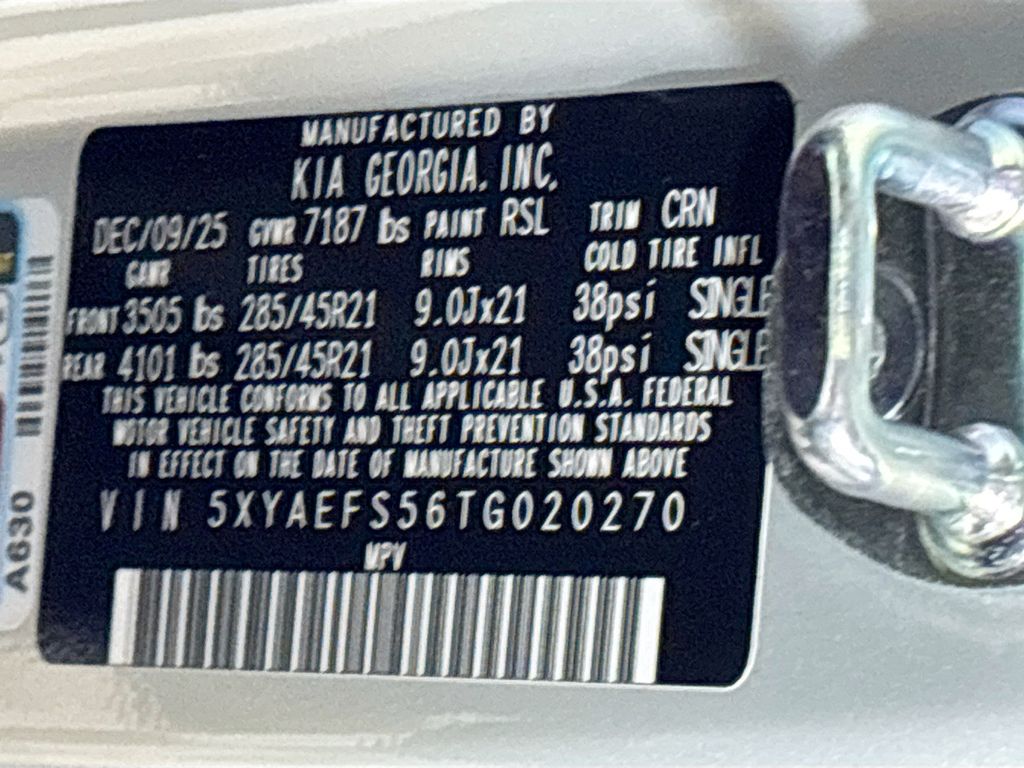 MANUFACTURED BY
KIA GEORGIA, INC.
DEC/09/25 GVWR 7187 lbs PAINT RSL TRIM CRN
GAWR TIRES RIMS COLD TIRE INFL
FRONT 3505 lbs 285/45R21 9.0Jx21 38psi SINGLE
REAR 4101 lbs 285/45R21 9.0Jx21 38psi SINGLE
THIS VEHICLE CONFORMS TO ALL APPLICABLE U.S.A. FEDERAL
MOTOR VEHICLE SAFETY AND THEFT PREVENTION STANDARDS
IN EFFECT ON THE DATE OF MANUFACTURE SHOWN ABOVE
VIN 5XYAEFS56TG020270
MPV
A630